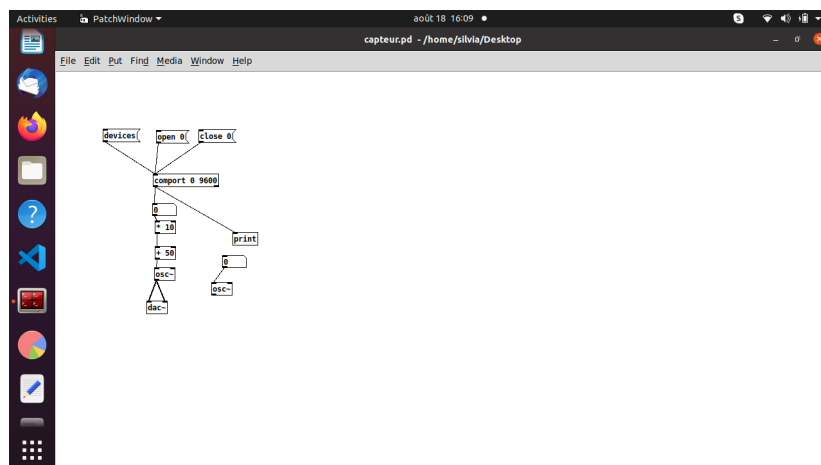 Activities PatchWindow août 18 16:09
capteur.pd - /home/silvia/Desktop
File Edit Put Find Media Window Help
devices open 0 close 0
comport 0 9600
0
* 10
print
+ 50
0
osc~
osc~
dac~